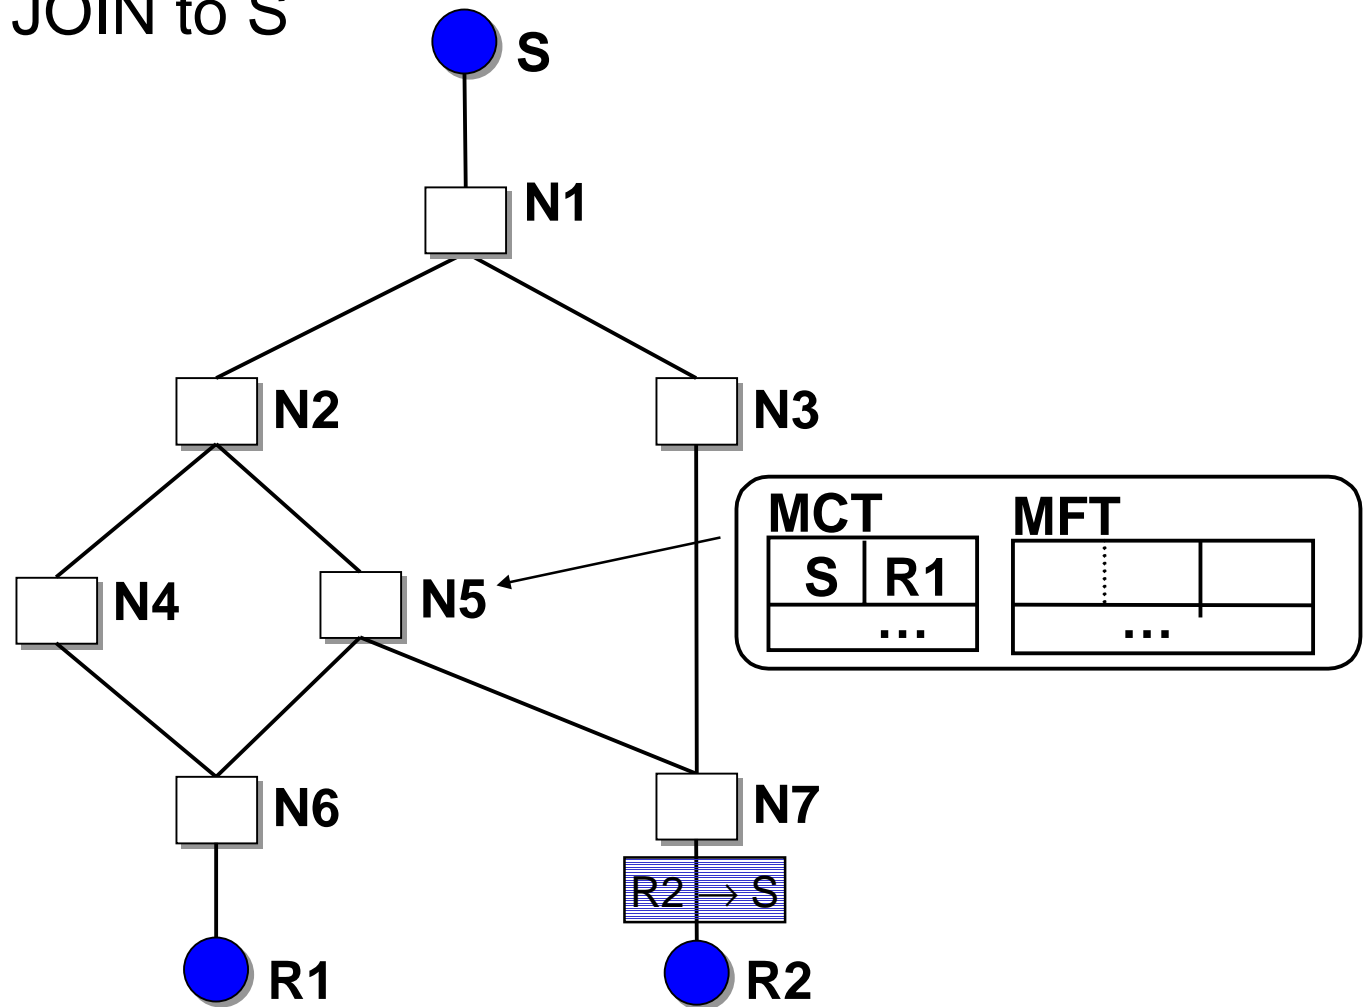 JOIN to S
S
N1
N2
N3
MCT
MFT
S R1
... ...
N4
N5
N6
N7
R2 → S
R1
R2